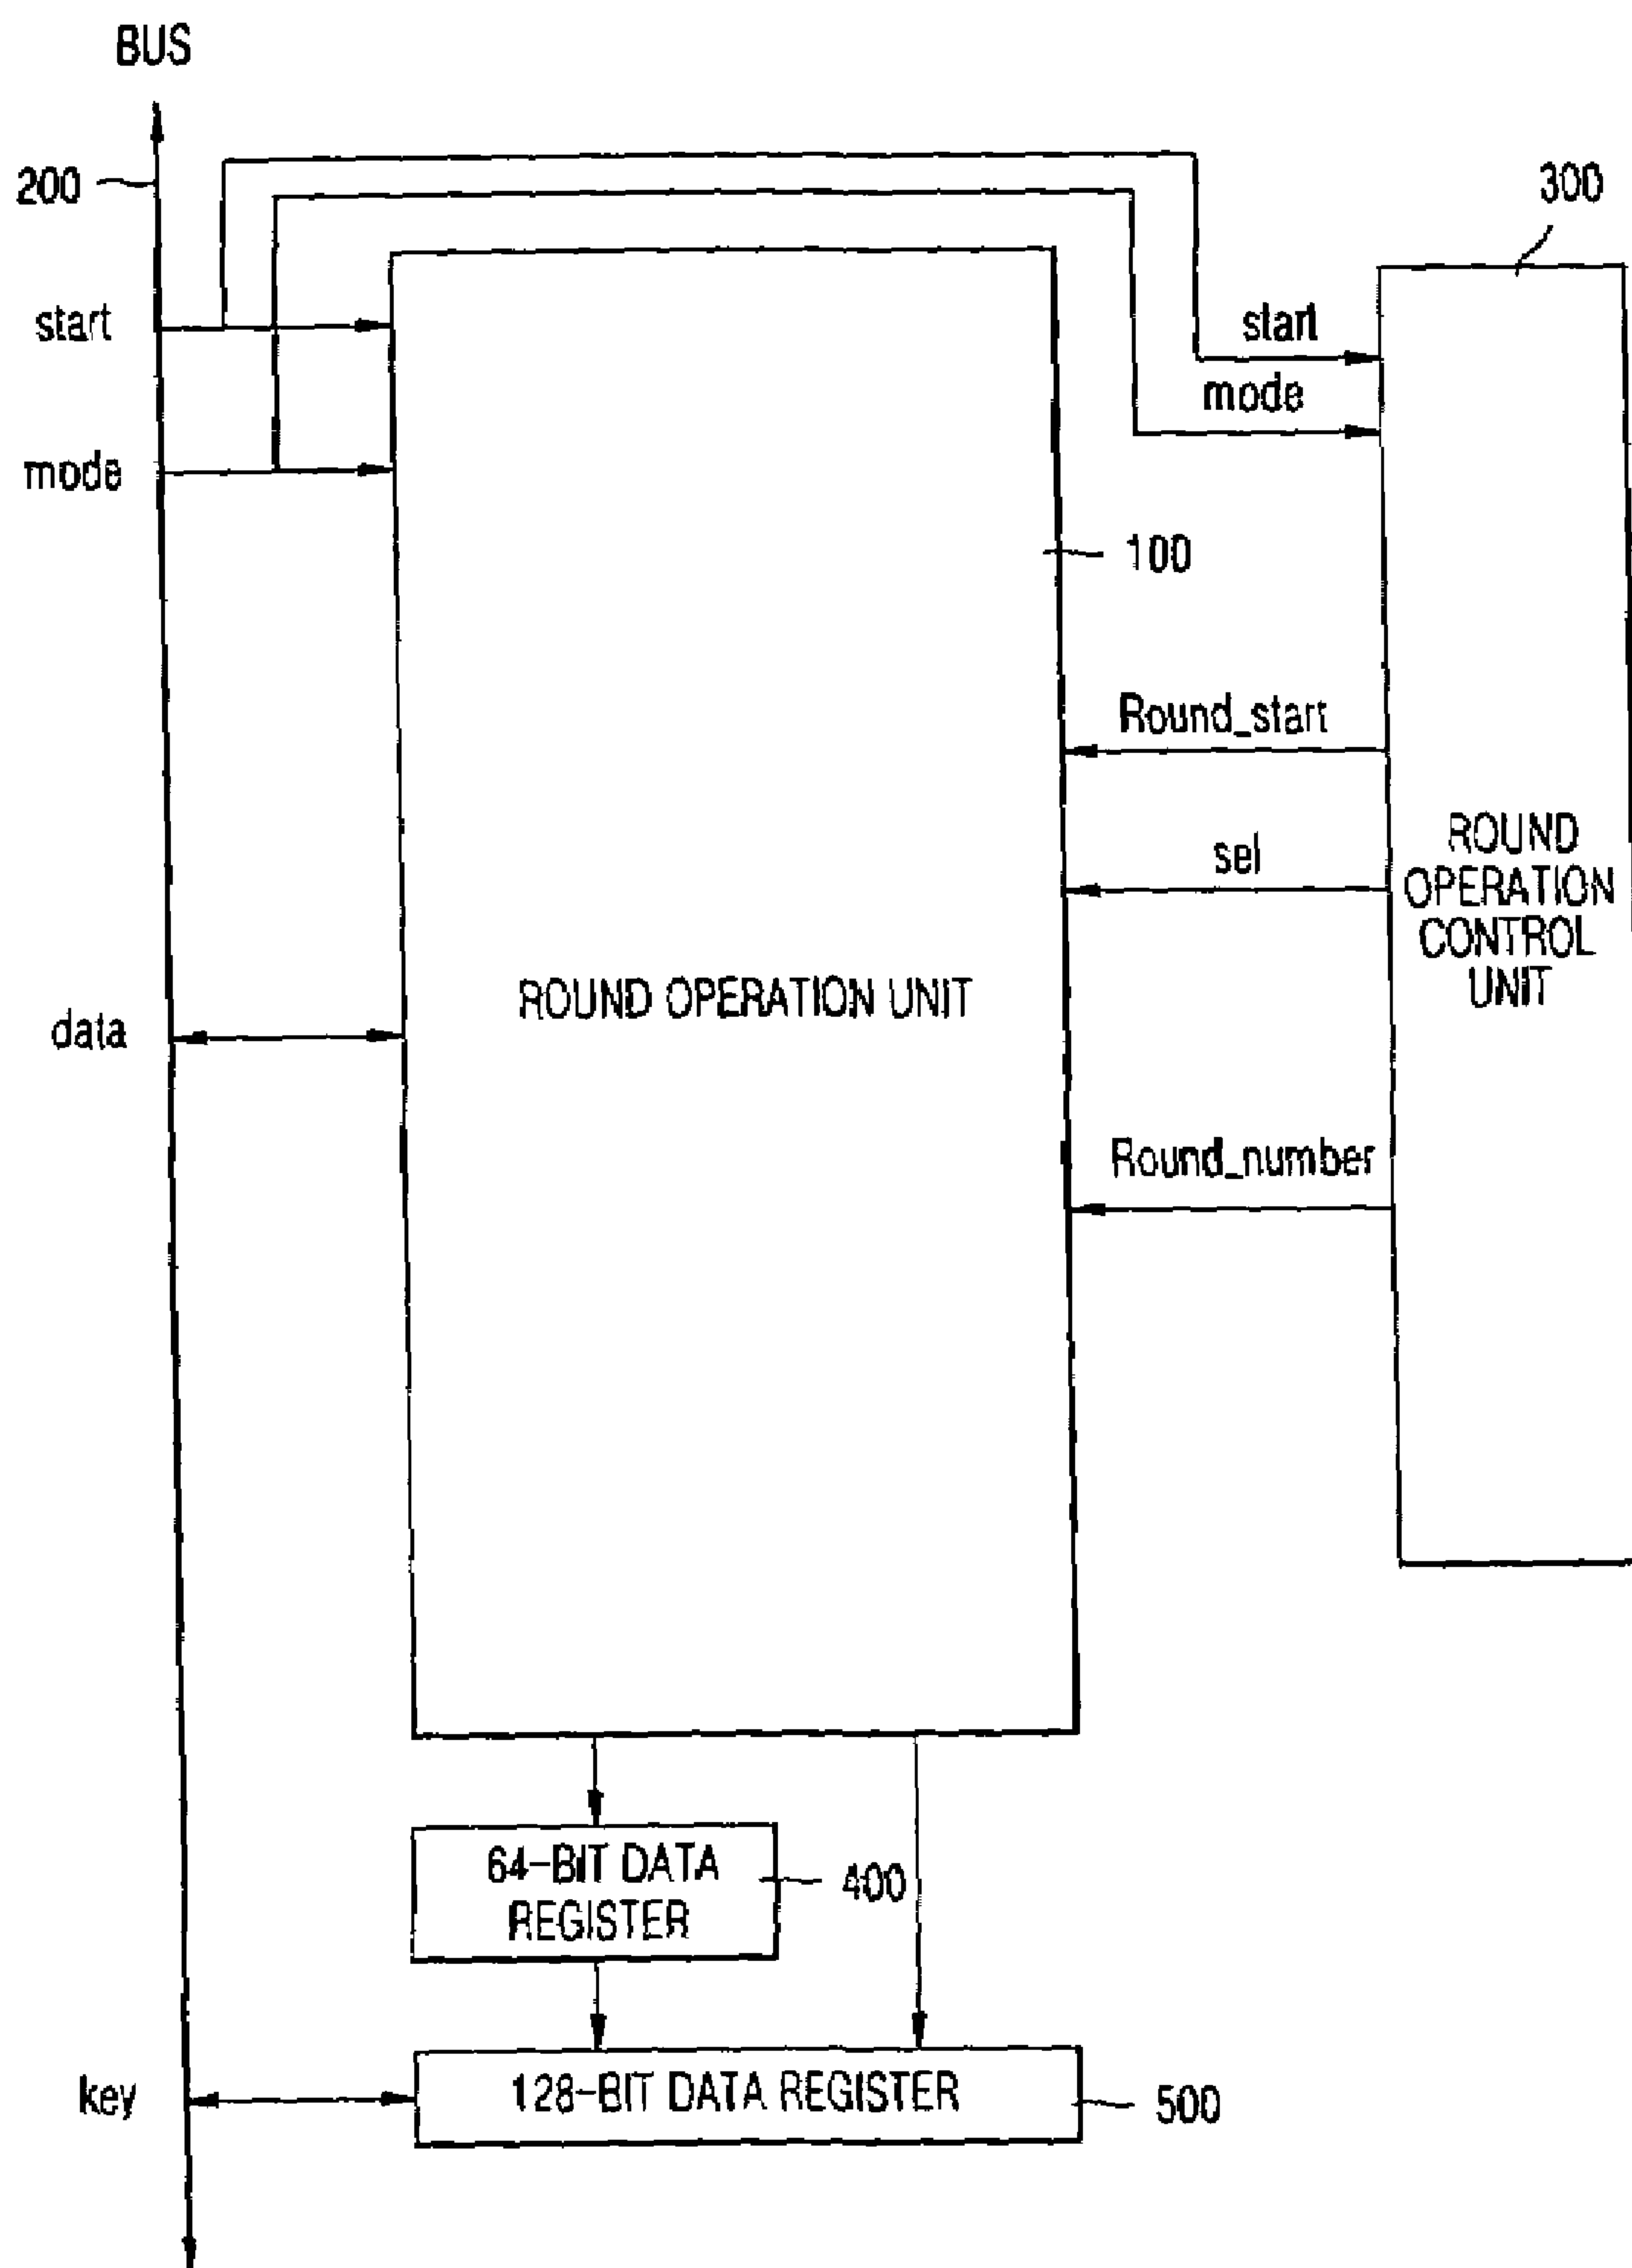 BUS
200
300
start
start
mode
mode
100
Round_start
sel
ROUND
OPERATION
CONTROL
UNIT
ROUND OPERATION UNIT
data
Round_number
64-BIT DATA
REGISTER
400
key
128-BIT DATA REGISTER
500